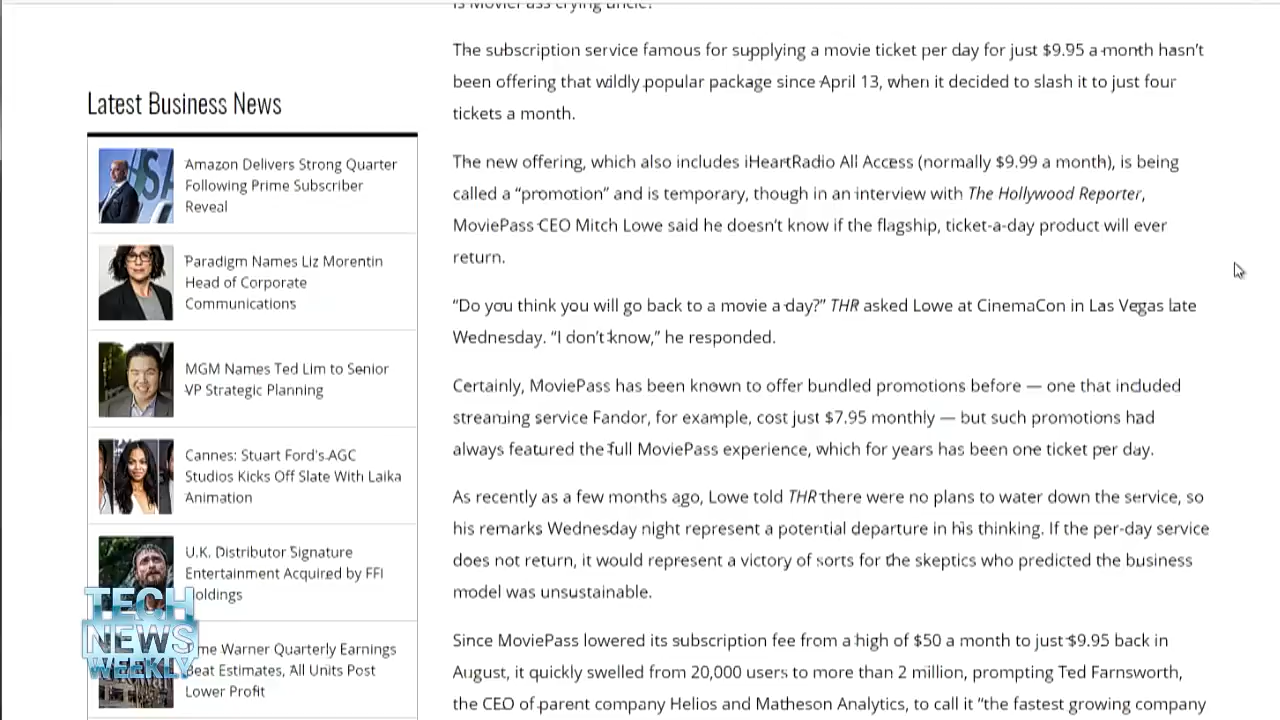 The subscription service famous for supplying a movie ticket per day for just $9.95 a month hasn't
been offering that wildly popular package since April 13, when it decided to slash it to just four
tickets a month.
The new offering, which also includes iHeartRadio All Access (normally $9.99 a month), is being
called a “promotion” and is temporary, though in an interview with The Hollywood Reporter,
MoviePass CEO Mitch Lowe said he doesn't know if the flagship, ticket-a-day product will ever
return.
“Do you think you will go back to a movie a day?” THR asked Lowe at CinemaCon in Las Vegas late
Wednesday. “I don't know,” he responded.
Certainly, MoviePass has been known to offer bundled promotions before — one that included
streaming service Fandor, for example, cost just $7.95 monthly — but such promotions had
always featured the full MoviePass experience, which for years has been one ticket per day.
As recently as a few months ago, Lowe told THR there were no plans to water down the service, so
his remarks Wednesday night represent a potential departure in his thinking. If the per-day service
does not return, it would represent a victory of sorts for the skeptics who predicted the business
model was unsustainable.
Since MoviePass lowered its subscription fee from a high of $50 a month to just $9.95 back in
August, it quickly swelled from 20,000 users to more than 2 million, prompting Ted Farnsworth,
the CEO of parent company Helios and Matheson Analytics, to call it “the fastest growing company
Latest Business News
Amazon Delivers Strong Quarter
Following Prime Subscriber
Reveal
Paradigm Names Liz Morentin
Head of Corporate
Communications
MGM Names Ted Lim to Senior
VP Strategic Planning
Cannes: Stuart Ford's AGC
Studios Kicks Off Slate With Laika
Animation
U.K. Distributor Signature
Entertainment Acquired by FFI
oldings
me Warner Quarterly Earnings
Beat Estimates, All Units Post
Lower Profit
TECH
NEWS
WEEKLY